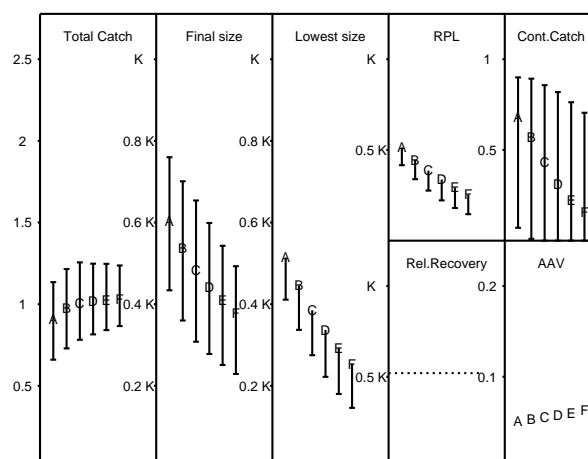 Total Catch Final size Lowest size RPL Cont.Catch
2.5 K K K 1
2 0.8 K 0.8 K
A
A B 0.5 K B 0.5
C C
D D
E E
F F
1.5 0.6 K A 0.6 K
B
C A Rel.Recovery AAV
D B K 0.2
1 A B C D E F 0.4 K E F 0.4 K C
D
E
F
0.5 0.2 K 0.2 K 0.5 K 0.1
A B C D E F